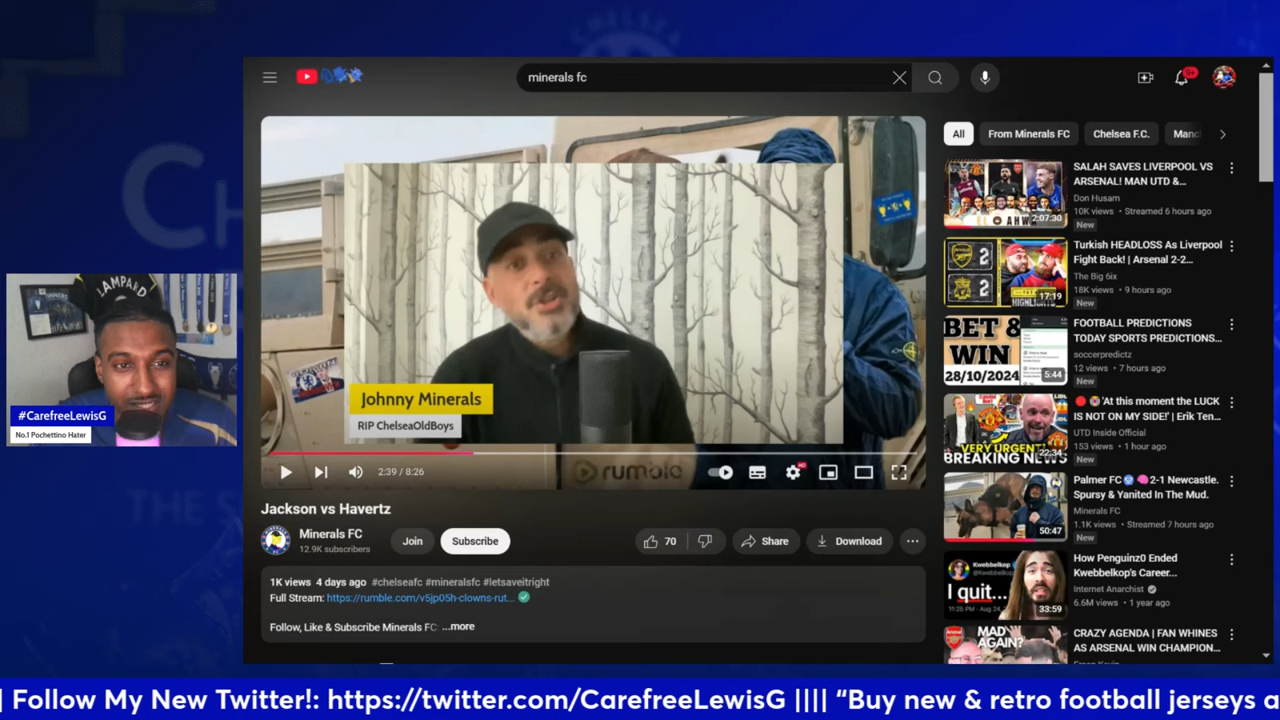 CHELSEA
CH
THE S
minerals fc
9+
LAMPARD
#CarefreeLewisG
No.1 Pochettino Hater
Johnny Minerals
RIP ChelseaOldBoys
rumble
2:39 / 8:26
Jackson vs Havertz
Minerals FC
12.9K subscribers
Join
Subscribe
70
Share
Download
1K views 4 days ago #chelseafc #mineralsfc #letsaveitright
Full Stream: https://rumble.com/v5jp05h-clowns-rut...
Follow, Like & Subscribe Minerals FC: ...more
All
From Minerals FC
Chelsea F.C.
Manc
2:07:30
SALAH SAVES LIVERPOOL VS
ARSENAL! MAN UTD &...
Don Husam
10K views • Streamed 6 hours ago
New
2
2
HIGHLIGHTS
17:19
Turkish HEADLOSS As Liverpool
Fight Back! | Arsenal 2-2...
The Big 6ix
18K views • 9 hours ago
New
BET &
WIN
28/10/2024
5:44
FOOTBALL PREDICTIONS
TODAY SPORTS PREDICTIONS...
soccerpredictz
12 views • 7 hours ago
New
VERY URGENT!
BREAKING NEWS
22:34
'At this moment the LUCK
IS NOT ON MY SIDE!' | Erik Ten...
UTD Inside Official
153 views • 1 hour ago
New
50:47
Palmer FC 2-1 Newcastle.
Spursy & Yanited In The Mud.
Minerals FC
1.1K views • Streamed 7 hours ago
New
Kwebbelkop
I quit...
33:59
How Penguinz0 Ended
Kwebbelkop's Career...
Internet Anarchist
6.6M views • 1 year ago
MAD
AGAIN?
CRAZY AGENDA | FAN WHINES
AS ARSENAL WIN CHAMPION...
| Follow My New Twitter!: https://twitter.com/CarefreeLewisG |||| “Buy new & retro football jerseys a